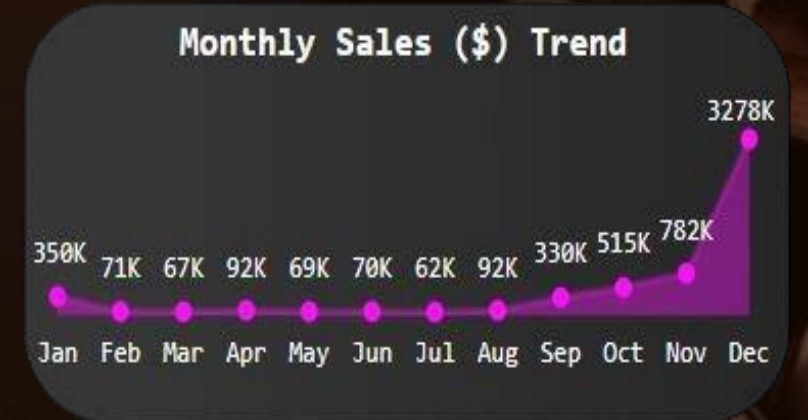 Monthly Sales ($) Trend
3278K
350K 71K 67K 92K 69K 70K 62K 92K 330K 515K 782K
Jan Feb Mar Apr May Jun Jul Aug Sep Oct Nov Dec